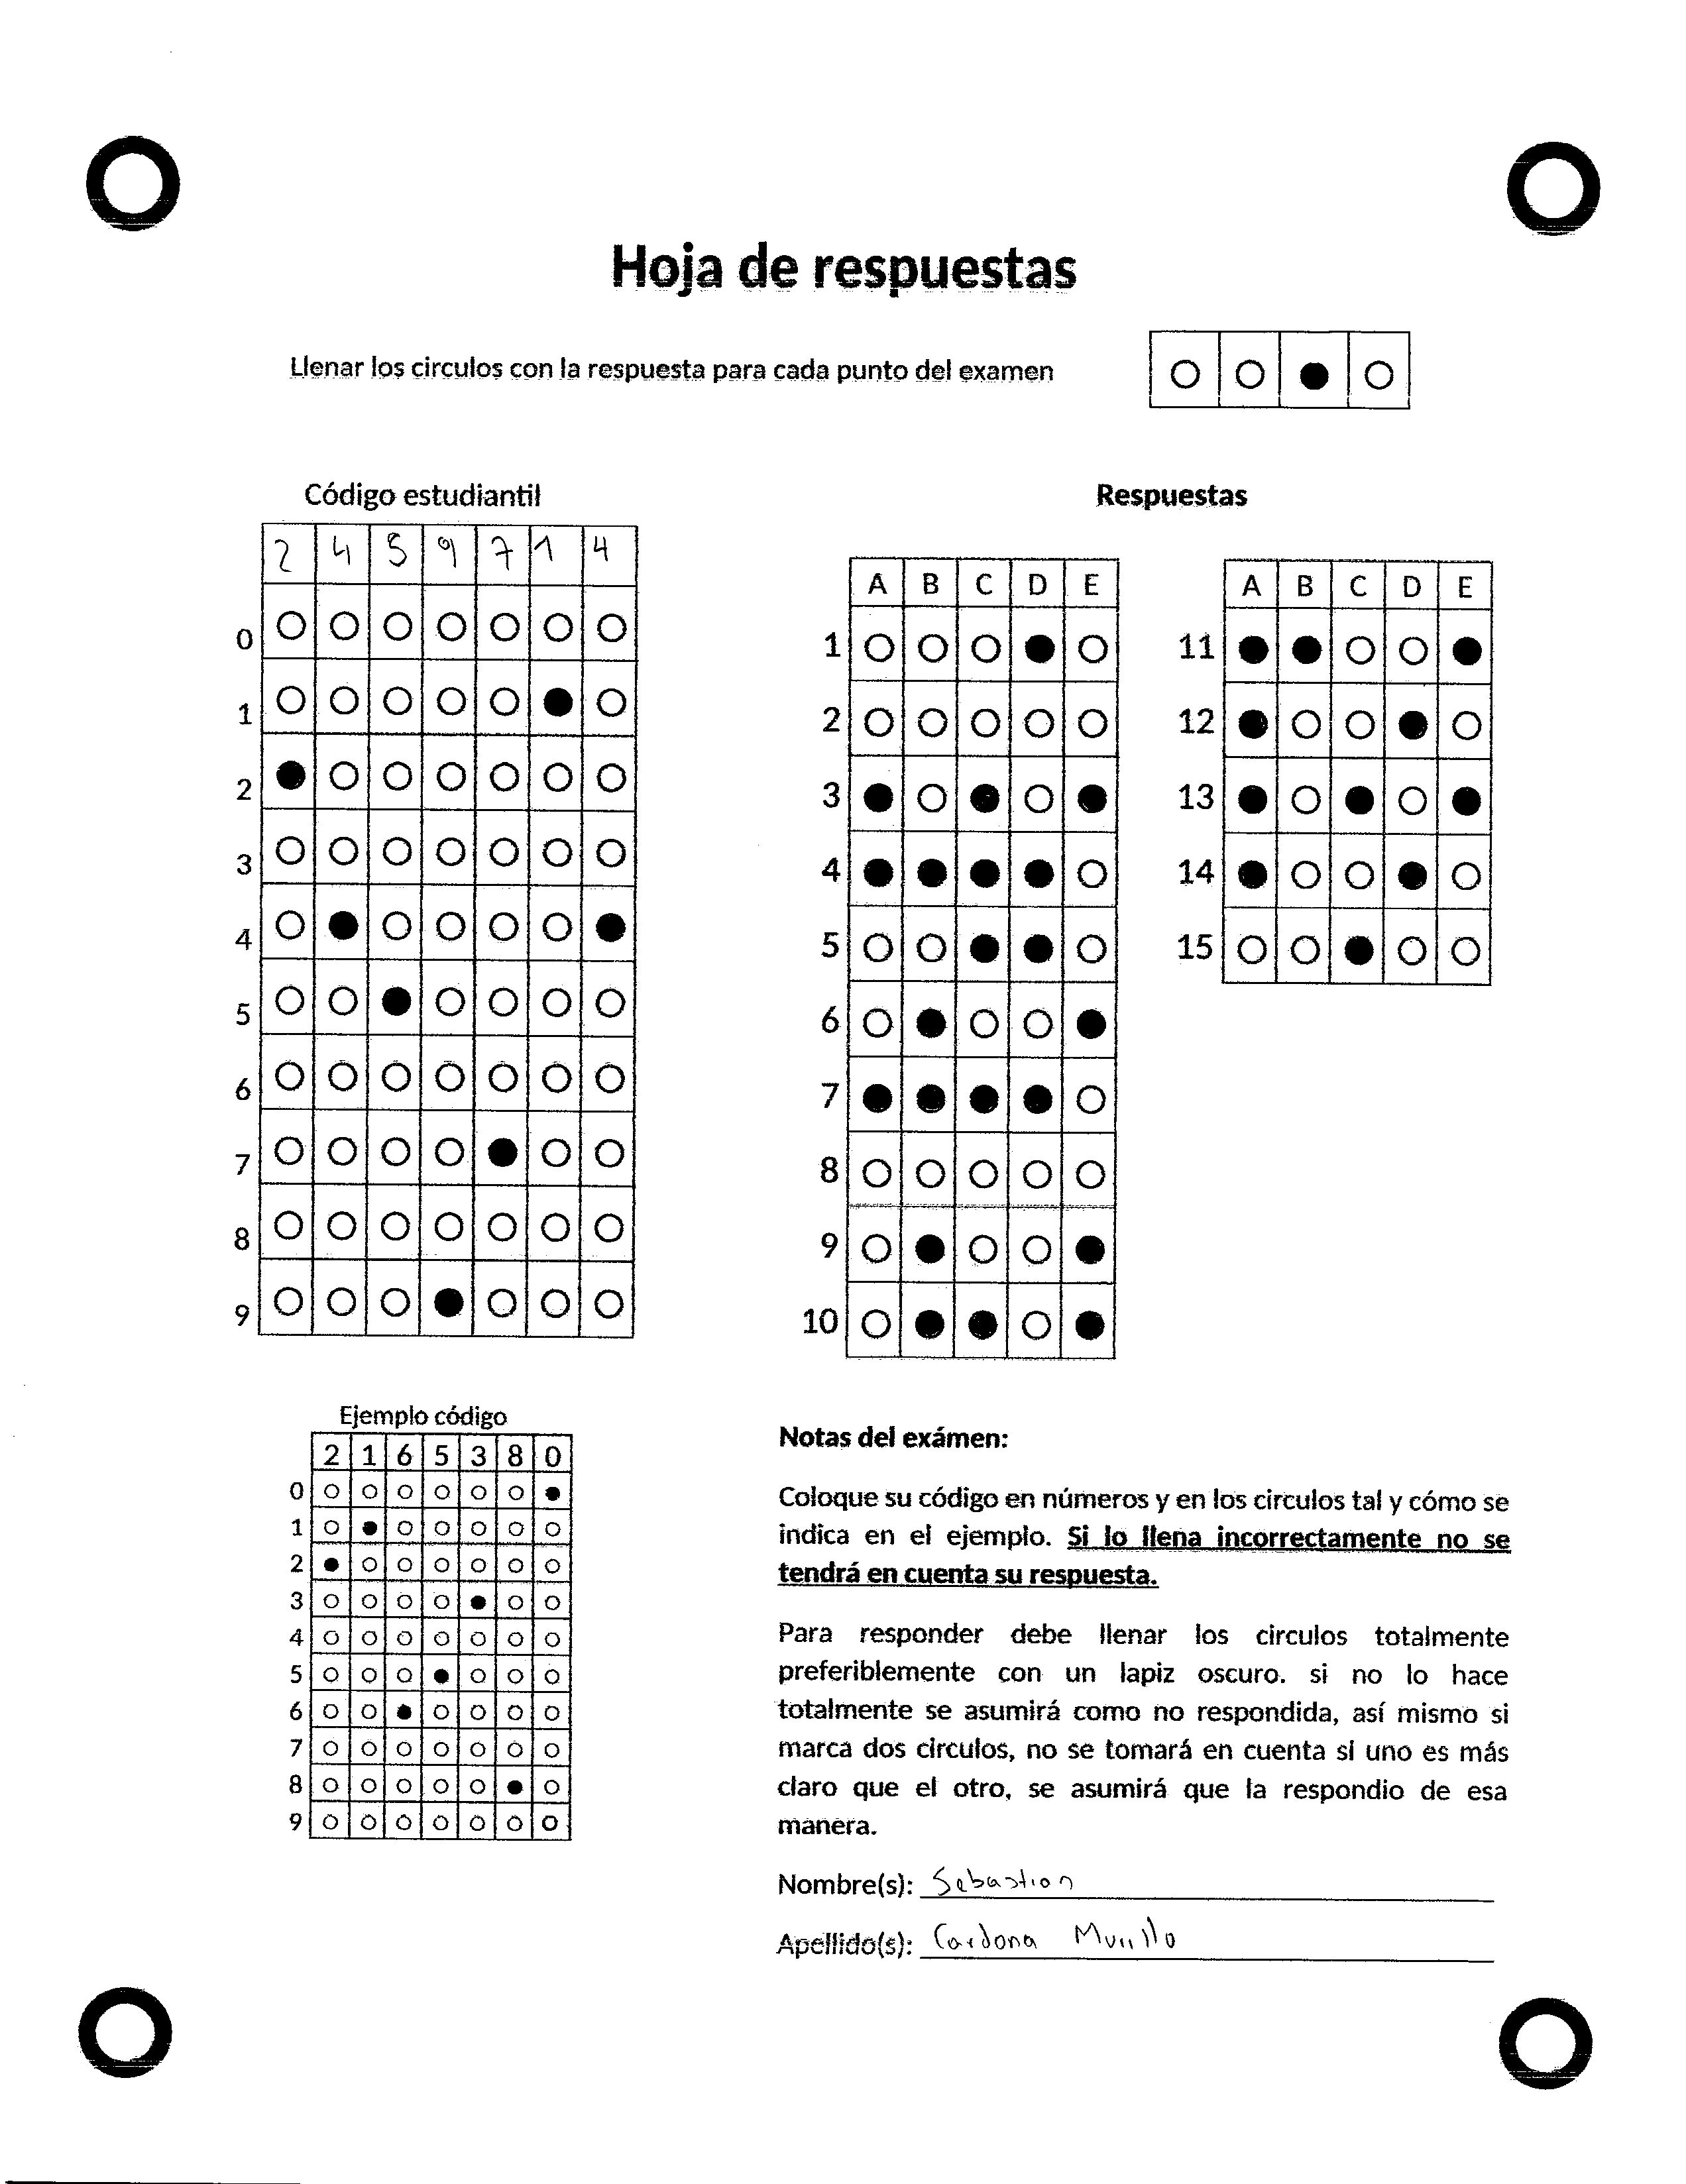 Hoja de respuestas
Llenar los circulos con la respuesta para cada punto del examen
Código estudiantil
2 4 5 9 7 1 4
0
1
2
3
4
5
6
7
8
9
Respuestas
A B C D E
1
2
3
4
5
6
7
8
9
10
A B C D E
11
12
13
14
15
Ejemplo código
2 1 6 5 3 8 0
0
1
2
3
4
5
6
7
8
9
Notas del exámen:
Coloque su código en números y en los circulos tal y cómo se
indica en el ejemplo. Si lo llena incorrectamente no se
tendrá en cuenta su respuesta.
Para responder debe llenar los circulos totalmente
preferiblemente con un lapiz oscuro. si no lo hace
totalmente se asumirá como no respondida, así mismo si
marca dos circulos, no se tomará en cuenta si uno es más
claro que el otro, se asumirá que la respondio de esa
manera.
Nombre(s): Sebastian
Apellido(s): Cardona Murillo